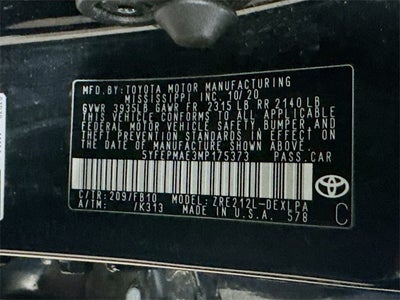 MFD.BY:TOYOTA MOTOR MANUFACTURING
MISSISSIPPI, INC. 10/20
GVWR 3935LB GAWR FR 2315 LB RR 2140 LB
THIS VEHICLE CONFORMS TO ALL APPLICABLE
FEDERAL MOTOR VEHICLE SAFETY, BUMPER, AND
THEFT PREVENTION STANDARDS IN EFFECT ON
THE DATE OF MANUFACTURE SHOWN ABOVE.
5YFEPMAE3MP175373 PASS.CAR
C/TR: 209/FB10 MODEL: ZRE212L-DEXLPA
A/TM: /K313 MADE IN U.S.A. 578
TOYOTA
C